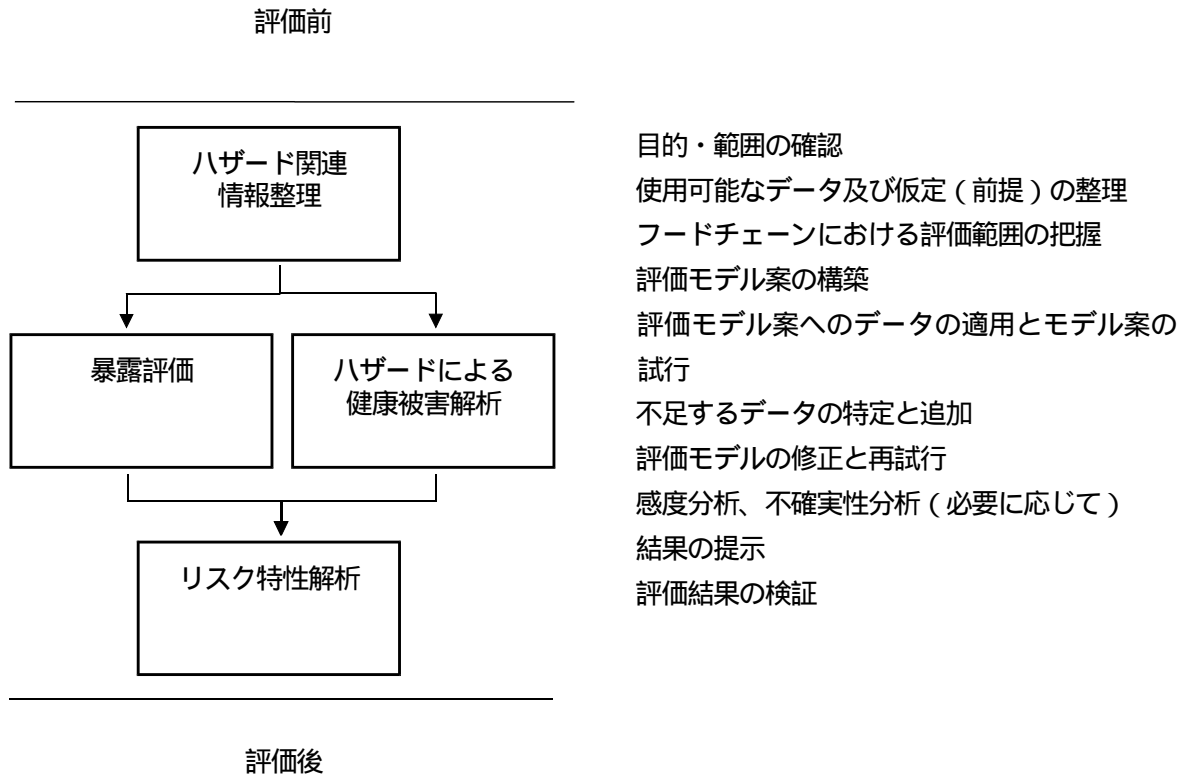 評価前
ハザード関連
情報整理
暴露評価
ハザードによる
健康被害解析
リスク特性解析
目的・範囲の確認
使用可能なデータ及び仮定(前提)の整理
フードチェーンにおける評価範囲の把握
評価モデル案の構築
評価モデル案へのデータの適用とモデル案の
試行
不足するデータの特定と追加
評価モデルの修正と再試行
感度分析、不確実性分析(必要に応じて)
結果の提示
評価結果の検証
評価後